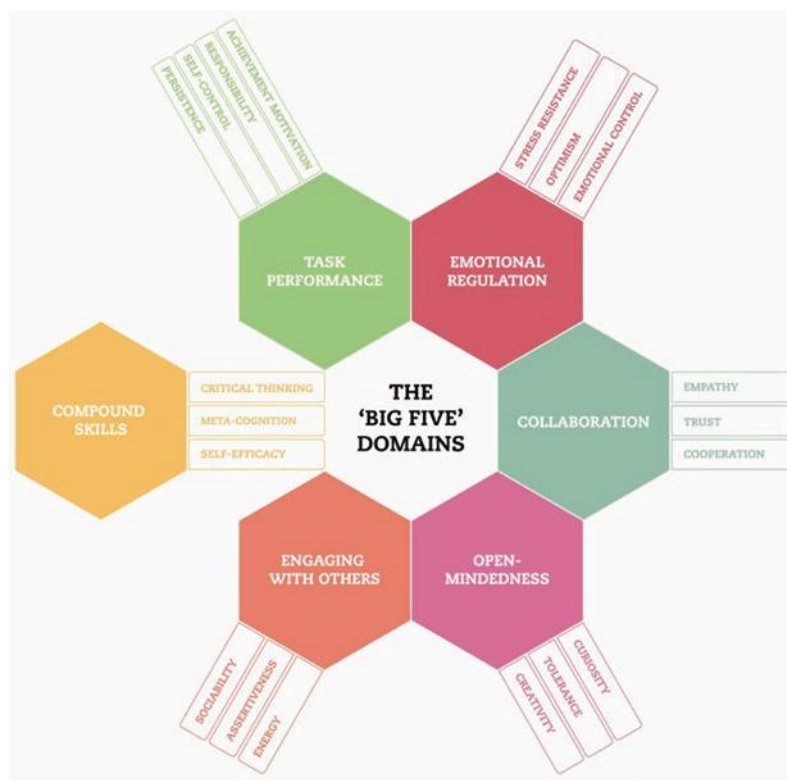 ACHIEVEMENT MOTIVATION
RESPONSIBILITY
SELF-CONTROL
PERSISTENCE
STRESS RESISTANCE
OPTIMISM
EMOTIONAL CONTROL
TASK
PERFORMANCE
EMOTIONAL
REGULATION
COMPOUND
SKILLS
CRITICAL THINKING
META-COGNITION
SELF-EFFICACY
THE
‘BIG FIVE’
DOMAINS
COLLABORATION
EMPATHY
TRUST
COOPERATION
ENGAGING
WITH OTHERS
OPEN-
MINDEDNESS
SOCIABILITY
ASSERTIVENESS
ENERGY
CREATIVITY
TOLERANCE
CURIOSITY